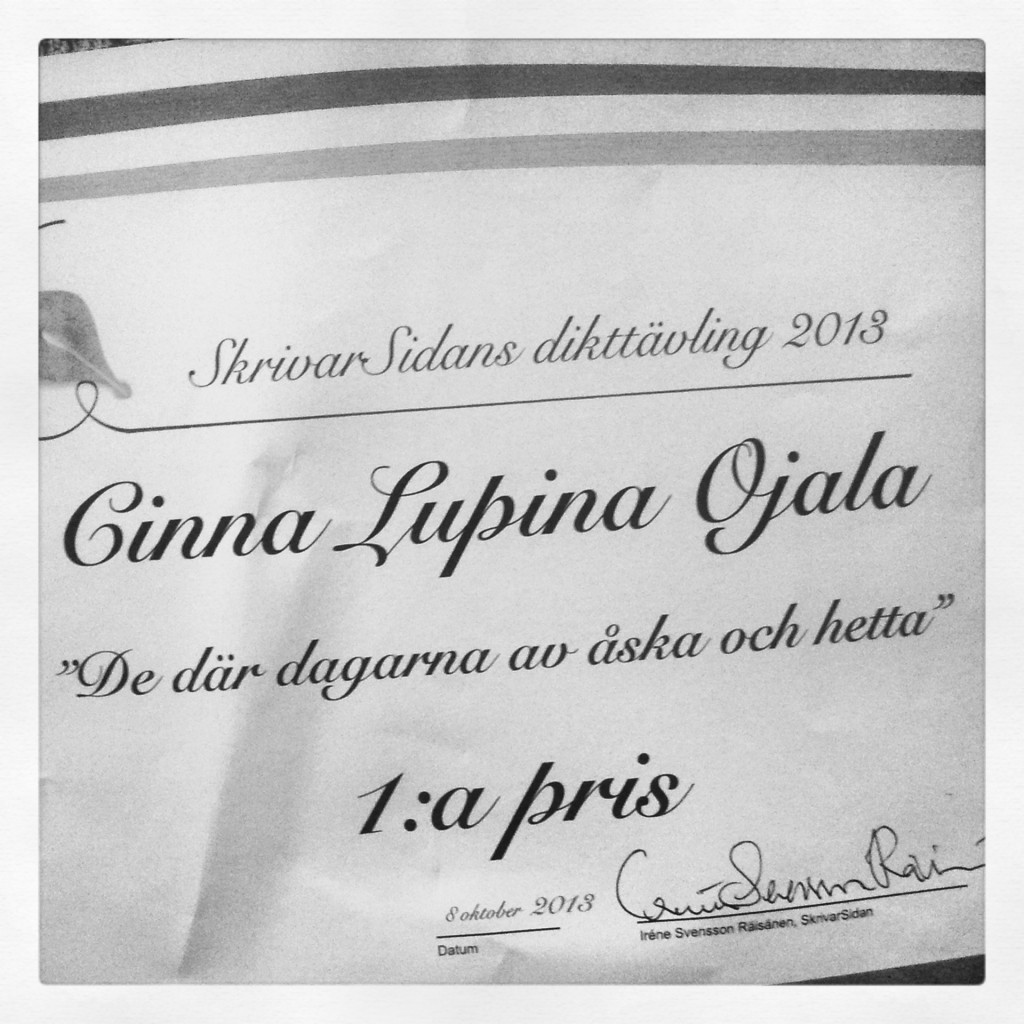 SkrivarSidans dikttävling 2013
Cinna Lupina Ojala
”De där dagarna av åska och hetta”
1:a pris
8 oktober 2013
Datum
Iréne Svensson Räisänen, SkrivarSidan